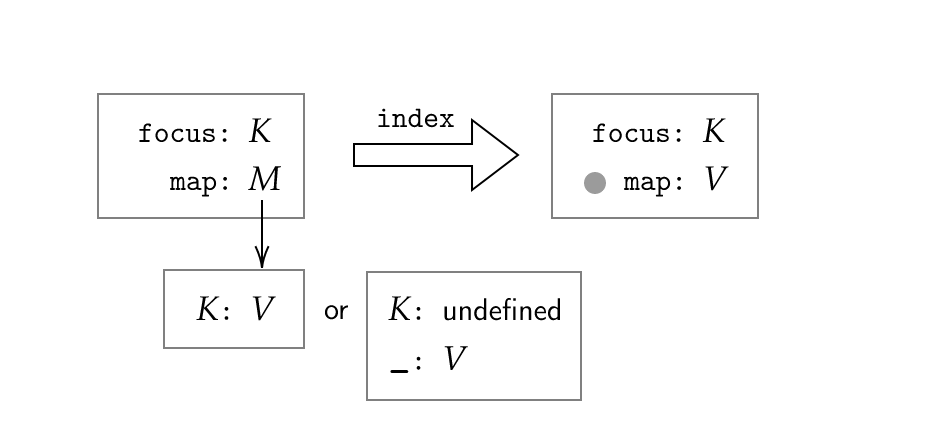 focus: K
map: M
index
focus: K
map: V
K: V
or
K: undefined
_: V